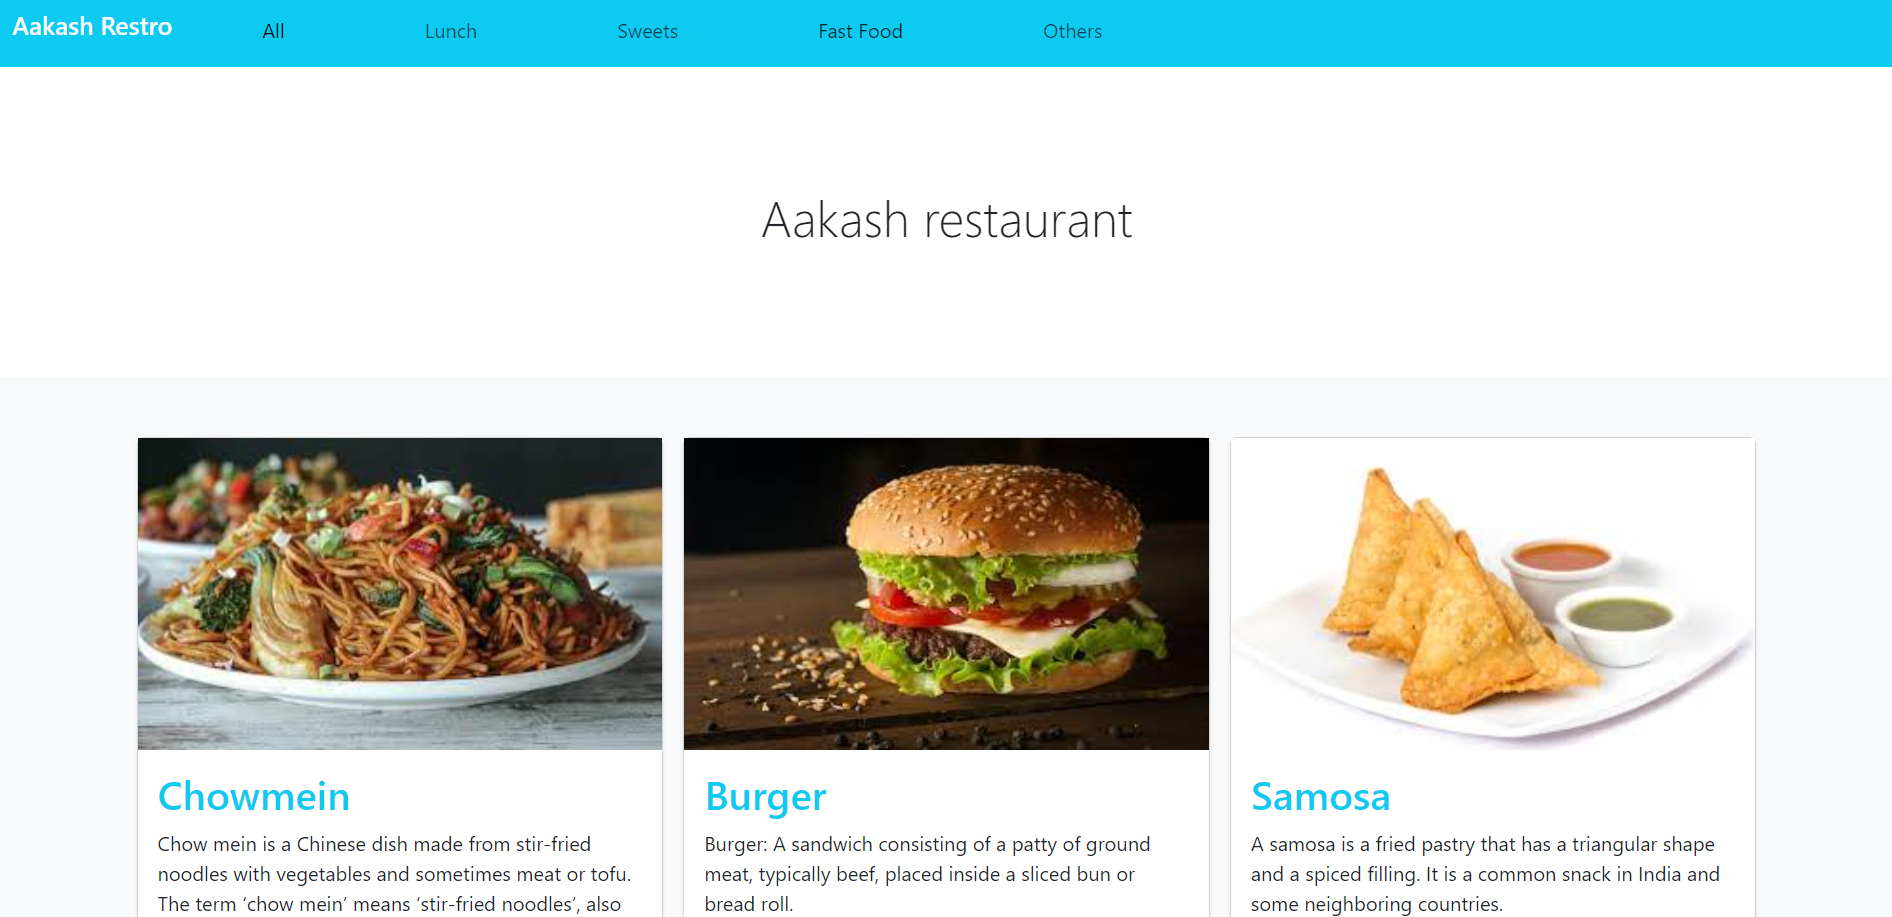 Aakash Restro
All
Lunch
Sweets
Fast Food
Others
Aakash restaurant
Chowmein
Chow mein is a Chinese dish made from stir-fried
noodles with vegetables and sometimes meat or tofu.
The term ‘chow mein’ means ‘stir-fried noodles’, also
Burger
Burger: A sandwich consisting of a patty of ground
meat, typically beef, placed inside a sliced bun or
bread roll.
Samosa
A samosa is a fried pastry that has a triangular shape
and a spiced filling. It is a common snack in India and
some neighboring countries.